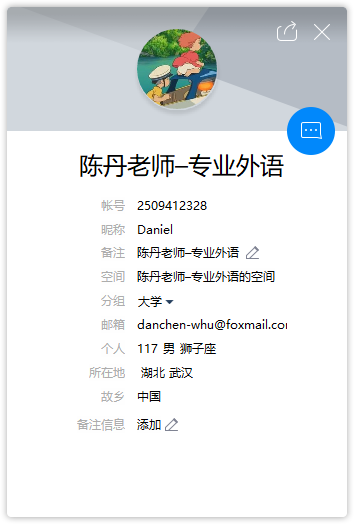 陈丹老师–专业外语
帐号 2509412328
昵称 Daniel
备注 陈丹老师–专业外语
空间 陈丹老师–专业外语的空间
分组 大学
邮箱 danchen-whu@foxmail.con
个人 117 男 狮子座
所在地 湖北 武汉
故乡 中国
备注信息 添加